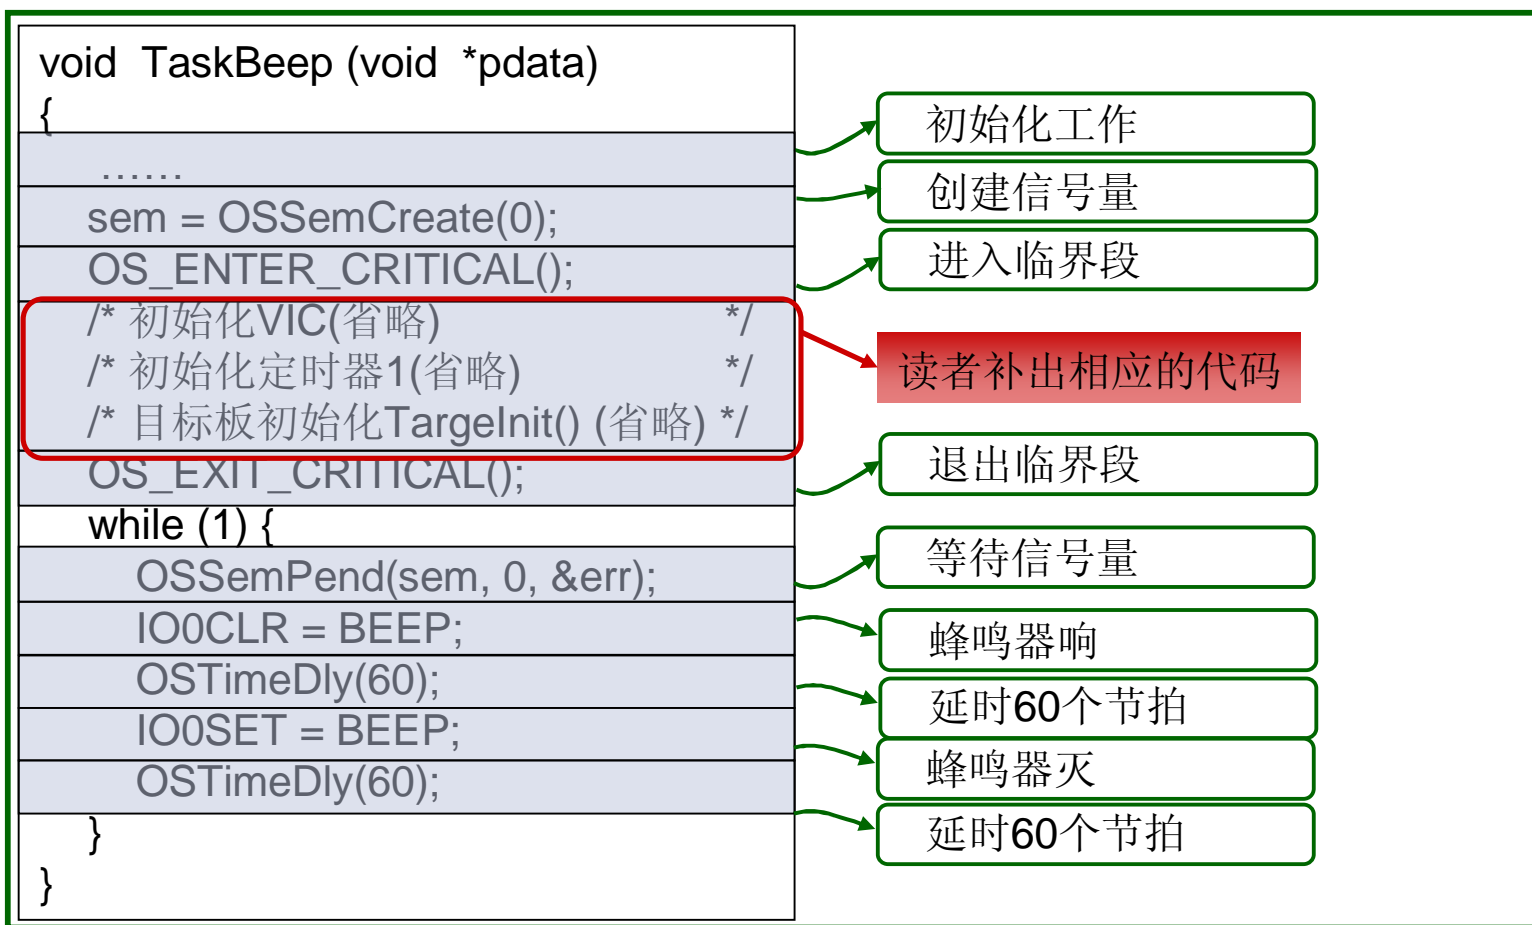 void TaskBeep (void *pdata)
{
......
初始化工作
sem = OSSemCreate(0);
创建信号量
OS_ENTER_CRITICAL();
进入临界段
/* 初始化VIC(省略) */
/* 初始化定时器1(省略) */
/* 目标板初始化TargeInit() (省略) */
读者补出相应的代码
OS_EXIT_CRITICAL();
退出临界段
while (1) {
OSSemPend(sem, 0, &err);
等待信号量
IO0CLR = BEEP;
蜂鸣器响
OSTimeDly(60);
延时60个节拍
IO0SET = BEEP;
蜂鸣器灭
OSTimeDly(60);
延时60个节拍
}
}